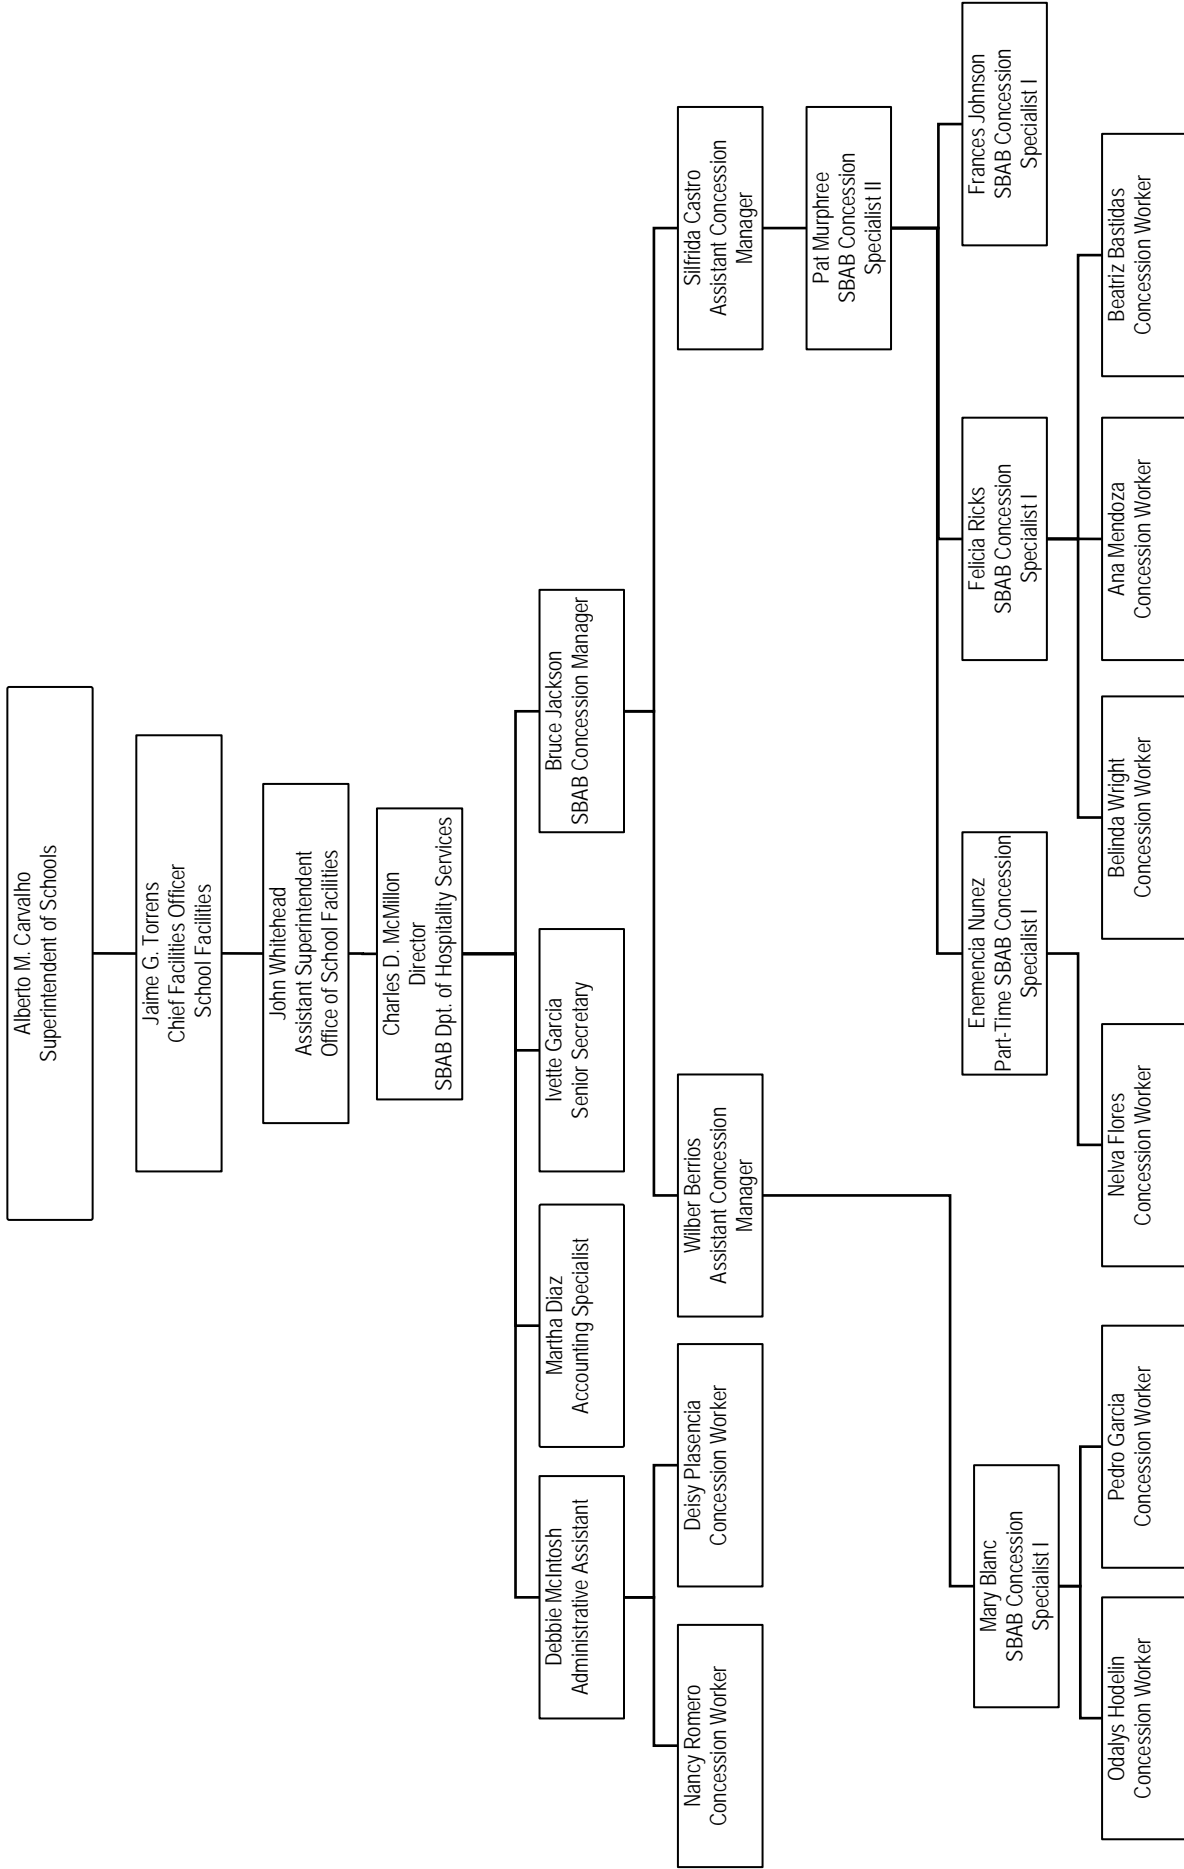 Alberto M. Carvalho
Superintendent of Schools
Jaime G. Torrens
Chief Facilities Officer
School Facilities
John Whitehead
Assistant Superintendent
Office of School Facilities
Charles D. McMillon
Director
SBAB Dpt. of Hospitality Services
Debbie McIntosh
Administrative Assistant
Martha Diaz
Accounting Specialist
Ivette Garcia
Senior Secretary
Bruce Jackson
SBAB Concession Manager
Nancy Romero
Concession Worker
Deisy Plasencia
Concession Worker
Wilber Berrios
Assistant Concession
Manager
Silfrida Castro
Assistant Concession
Manager
Pat Murphree
SBAB Concession
Specialist II
Mary Blanc
SBAB Concession
Specialist I
Enemencia Nunez
Part-Time SBAB Concession
Specialist I
Felicia Ricks
SBAB Concession
Specialist I
Frances Johnson
SBAB Concession
Specialist I
Odalys Hodelin
Concession Worker
Pedro Garcia
Concession Worker
Nelva Flores
Concession Worker
Belinda Wright
Concession Worker
Ana Mendoza
Concession Worker
Beatriz Bastidas
Concession Worker